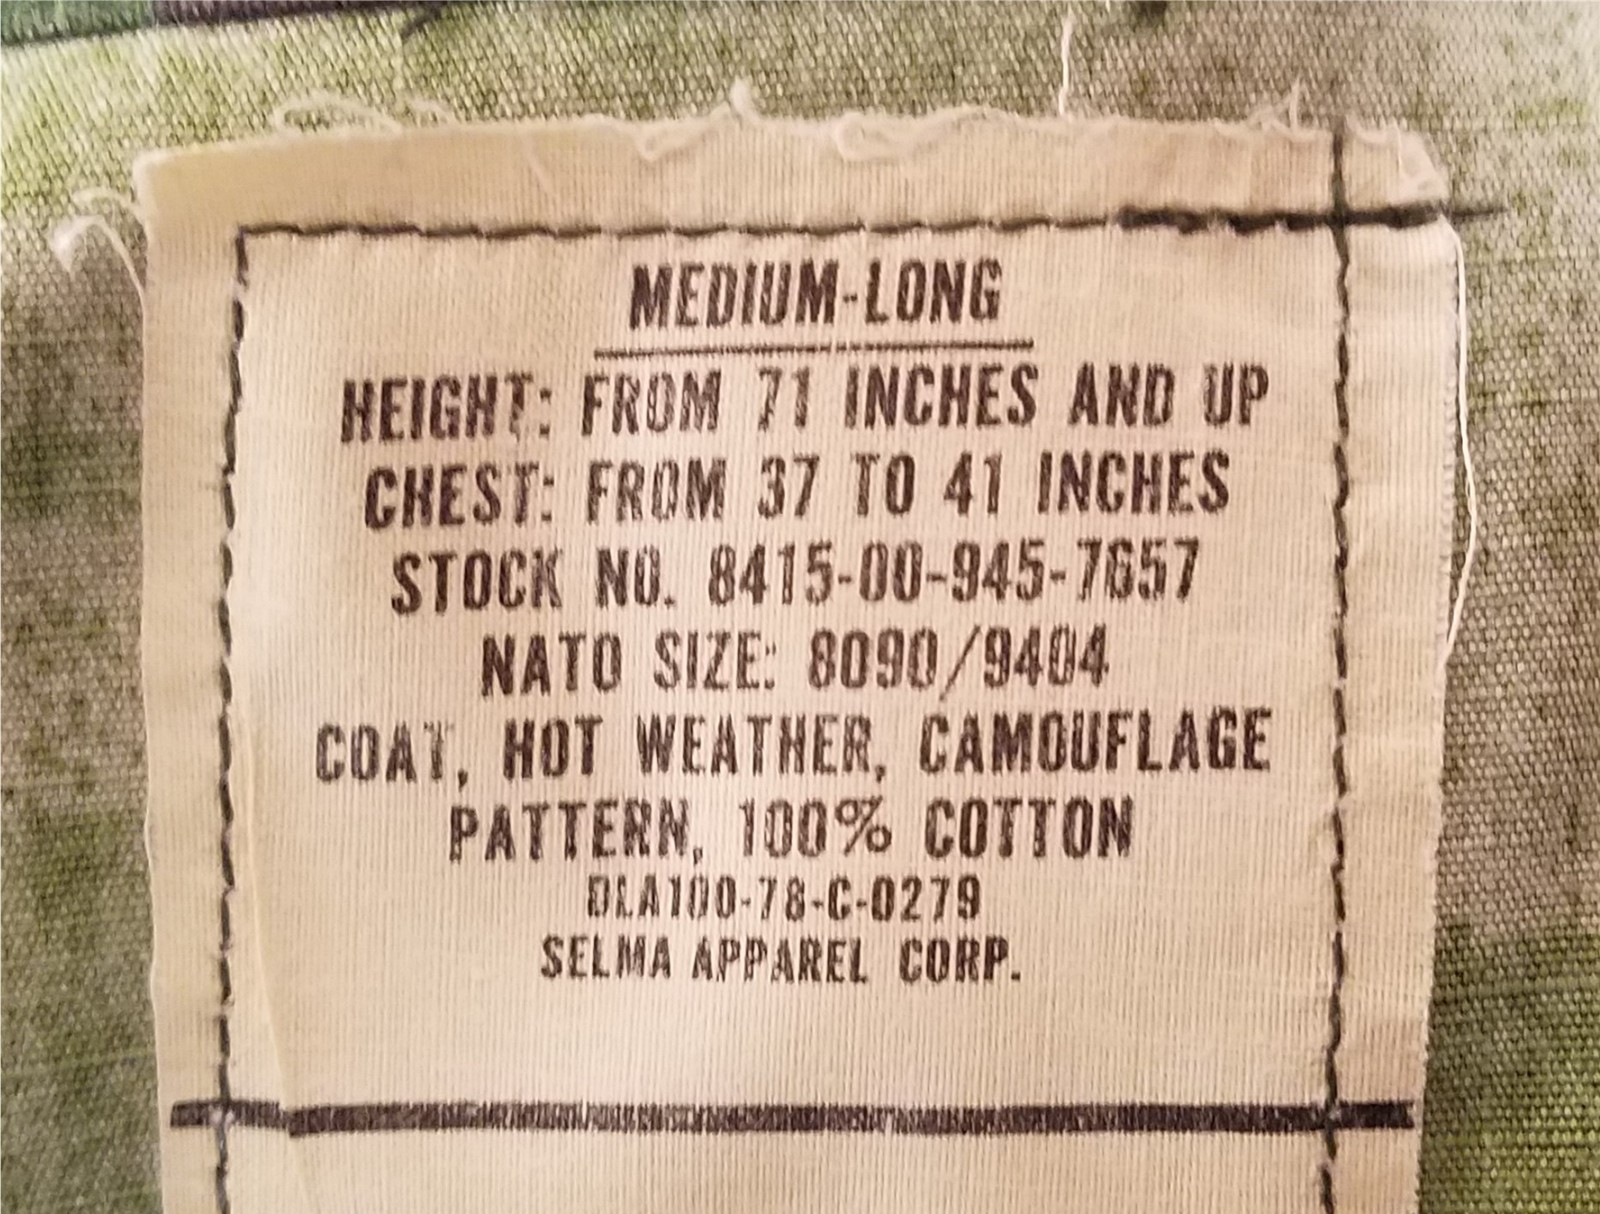 MEDIUM-LONG
HEIGHT: FROM 71 INCHES AND UP
CHEST: FROM 37 TO 41 INCHES
STOCK NO. 8415-00-945-7657
NATO SIZE: 8090/9404
COAT, HOT WEATHER, CAMOUFLAGE
PATTERN, 100% COTTON
DLA100-78-C-0279
SELMA APPAREL CORP.